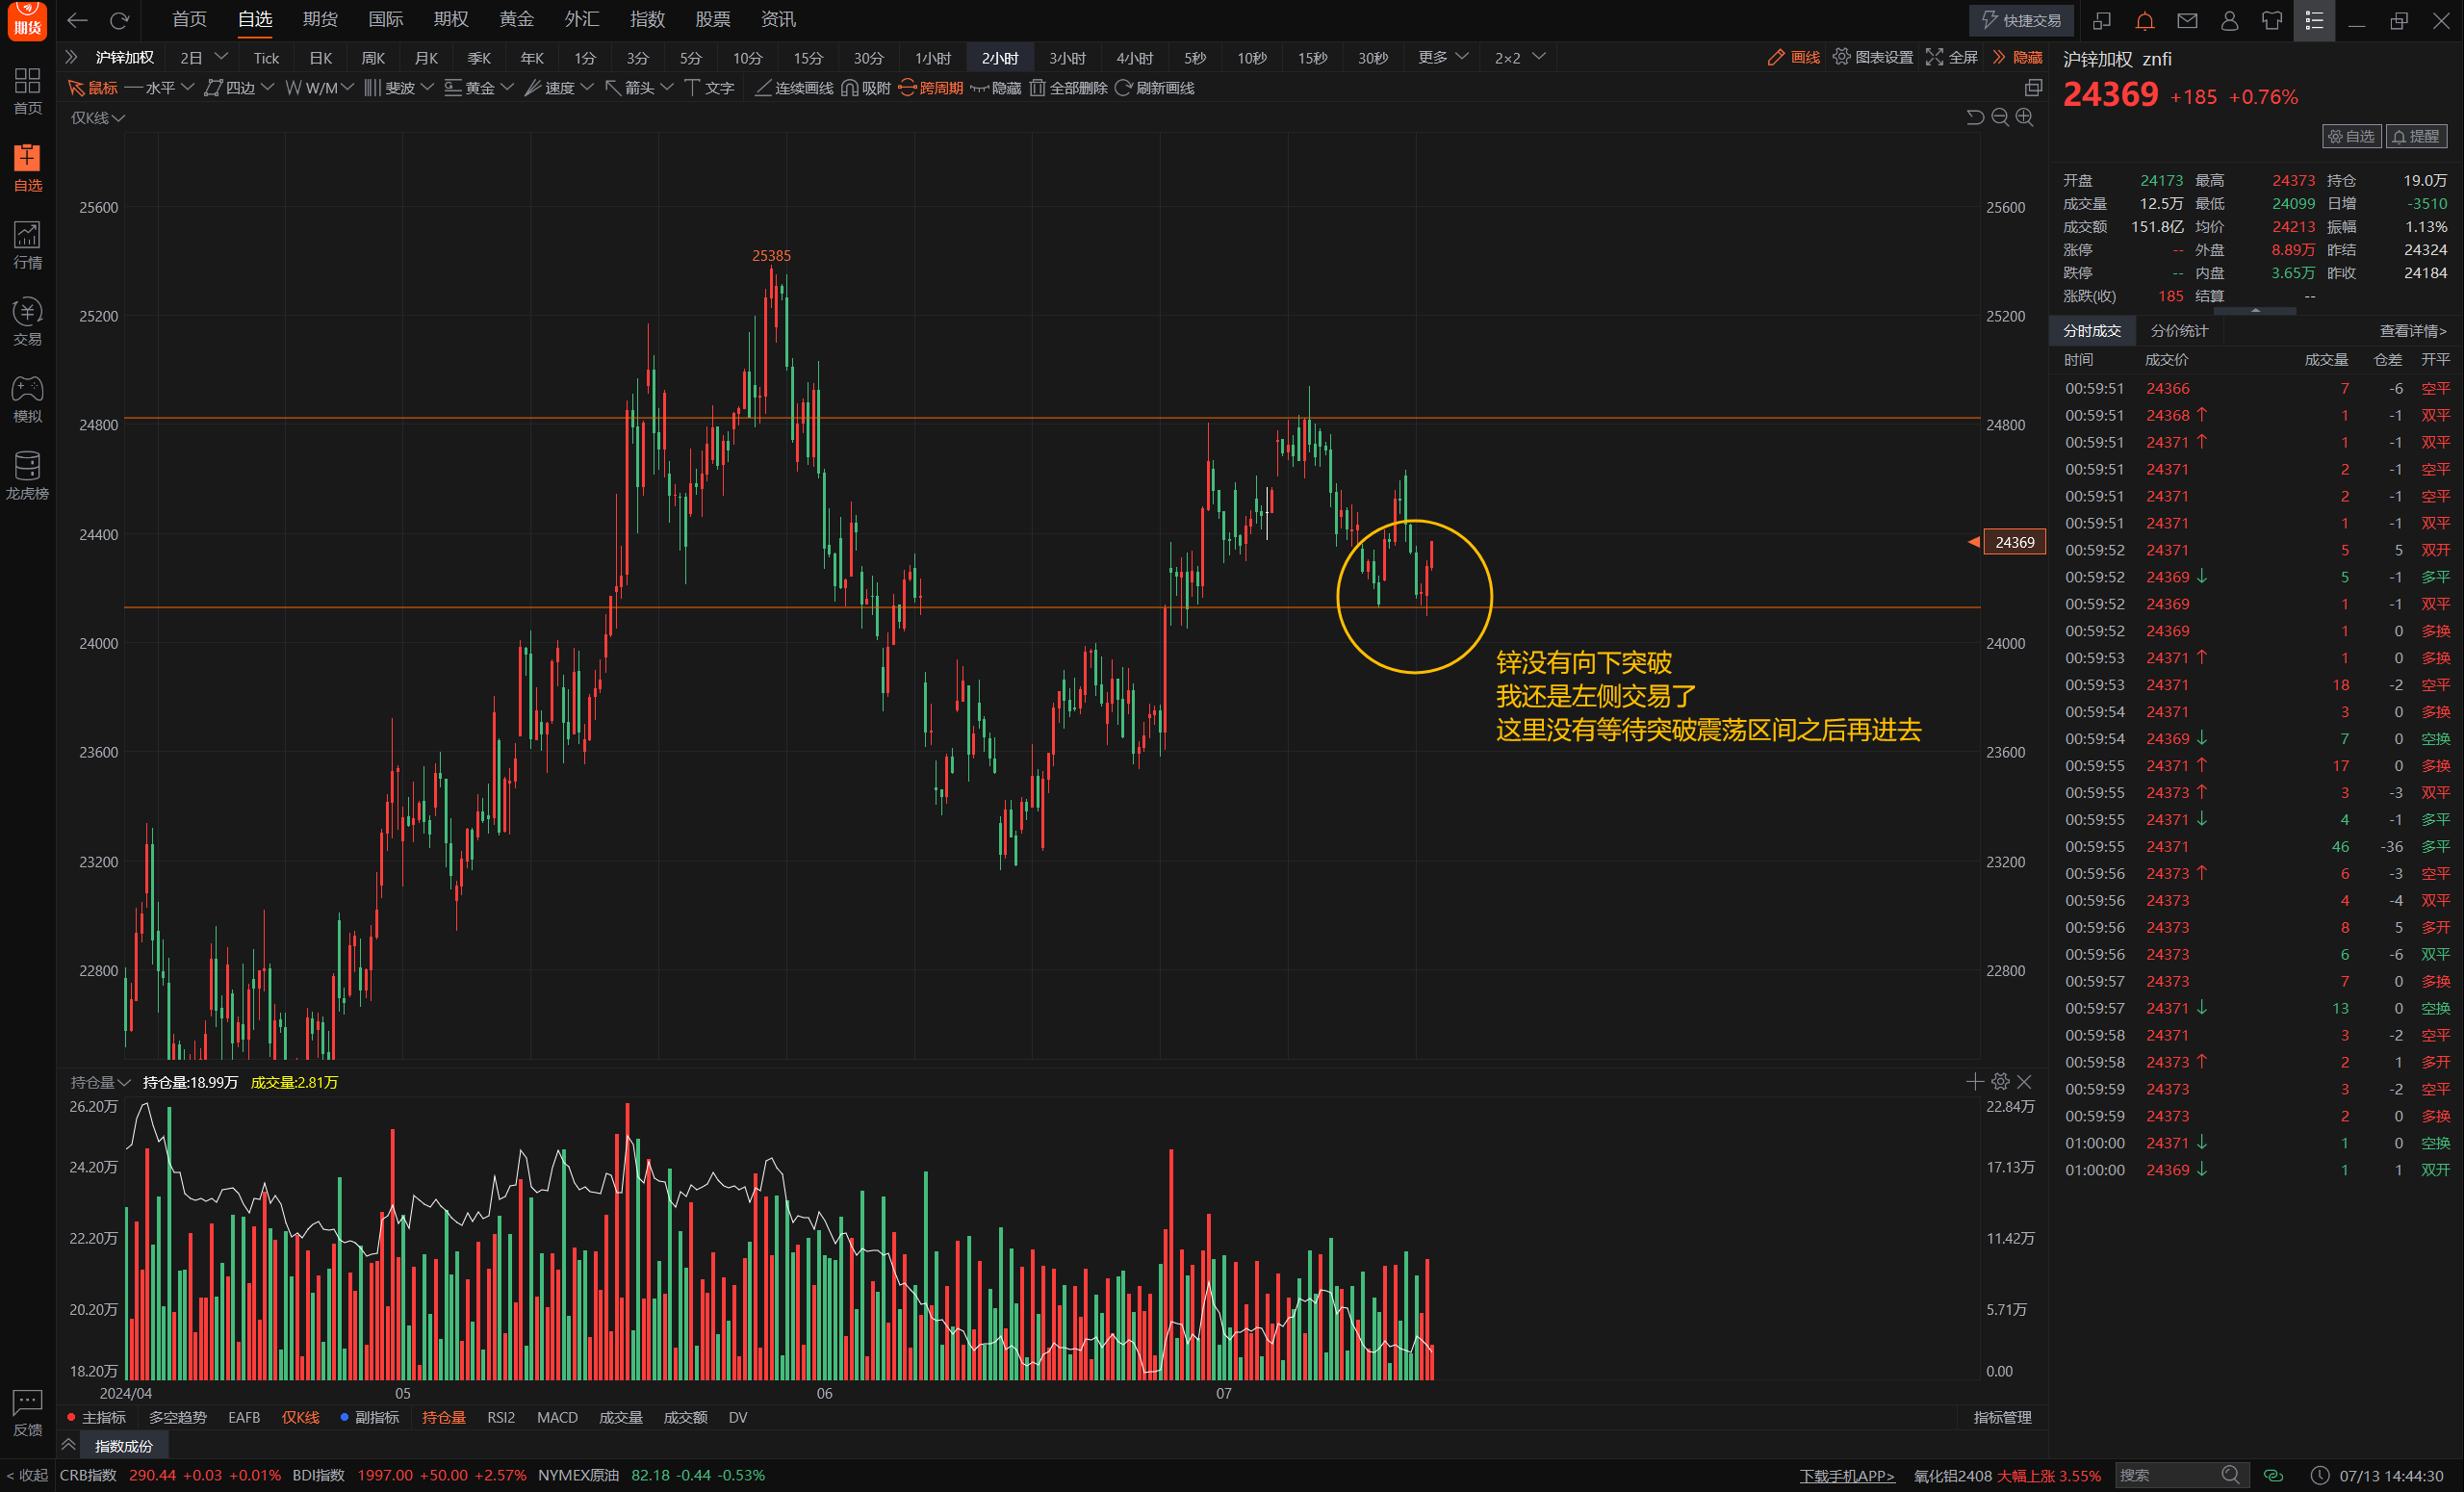 期货
首页 自选 期货 国际 期权 黄金 外汇 指数 股票 资讯
快捷交易
沪锌加权 2日 Tick 日K 周K 月K 季K 年K 1分 3分 5分 10分 15分 30分 1小时 2小时 3小时 4小时 5秒 10秒 15秒 30秒 更多 2×2
画线 图表设置 全屏 隐藏
鼠标 水平 四边 W/M 斐波 黄金 速度 箭头 文字 连续画线 吸附 跨周期 隐藏 全部删除 刷新画线
首页
自选
行情
交易
模拟
龙虎榜
反馈
仅K线
25600 25600
25385
25200 25200
24800 24800
24400
24369
24000 24000
23600 23600
23200 23200
22800 22800
锌没有向下突破
我还是左侧交易了
这里没有等待突破震荡区间之后再进去
持仓量 持仓量:18.99万 成交量:2.81万
26.20万 22.84万
24.20万 17.13万
22.20万 11.42万
20.20万 5.71万
18.20万 0.00
2024/04 05 06 07
主指标 多空趋势 EAFB 仅K线 副指标 持仓量 RSI2 MACD 成交量 成交额 DV 指标管理
指数成份
沪锌加权 znfi
24369 +185 +0.76%
自选 提醒
开盘 24173 最高 24373 持仓 19.0万
成交量 12.5万 最低 24099 日增 -3510
成交额 151.8亿 均价 24213 振幅 1.13%
涨停 -- 外盘 8.89万 昨结 24324
跌停 -- 内盘 3.65万 昨收 24184
涨跌(收) 185 结算 --
分时成交 分价统计 查看详情>
时间 成交价 成交量 仓差 开平
00:59:51 24366 7 -6 空平
00:59:51 24368↑ 1 -1 双平
00:59:51 24371↑ 1 -1 双平
00:59:51 24371 2 -1 空平
00:59:51 24371 2 -1 空平
00:59:51 24371 1 -1 双平
00:59:52 24371 5 5 双开
00:59:52 24369↓ 5 -1 多平
00:59:52 24369 1 -1 双平
00:59:52 24369 1 0 多换
00:59:53 24371↑ 1 0 多换
00:59:53 24371 18 -2 空平
00:59:54 24371 3 0 多换
00:59:54 24369↓ 7 0 空换
00:59:55 24371↑ 17 0 多换
00:59:55 24373↑ 3 -3 双平
00:59:55 24371↓ 4 -1 多平
00:59:55 24371 46 -36 多平
00:59:56 24373↑ 6 -3 空平
00:59:56 24373 4 -4 双平
00:59:56 24373 8 5 多开
00:59:56 24373 6 -6 双平
00:59:57 24373 7 0 多换
00:59:57 24371↓ 13 0 空换
00:59:58 24371 3 -2 空平
00:59:58 24373↑ 2 1 多开
00:59:59 24373 3 -2 空平
00:59:59 24373 2 0 多换
01:00:00 24371↓ 1 0 空换
01:00:00 24369↓ 1 1 双开
< 收起 CRB指数 290.44 +0.03 +0.01% BDI指数 1997.00 +50.00 +2.57% NYMEX原油 82.18 -0.44 -0.53% 下载手机APP> 氧化铝2408 大幅上涨 3.55% 搜索 07/13 14:44:30